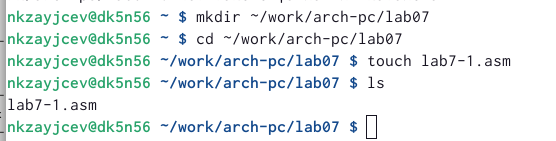 nkzayjcev@dk5n56 ~ $ mkdir ~/work/arch-pc/lab07
nkzayjcev@dk5n56 ~ $ cd ~/work/arch-pc/lab07
nkzayjcev@dk5n56 ~/work/arch-pc/lab07 $ touch lab7-1.asm
nkzayjcev@dk5n56 ~/work/arch-pc/lab07 $ ls
lab7-1.asm
nkzayjcev@dk5n56 ~/work/arch-pc/lab07 $